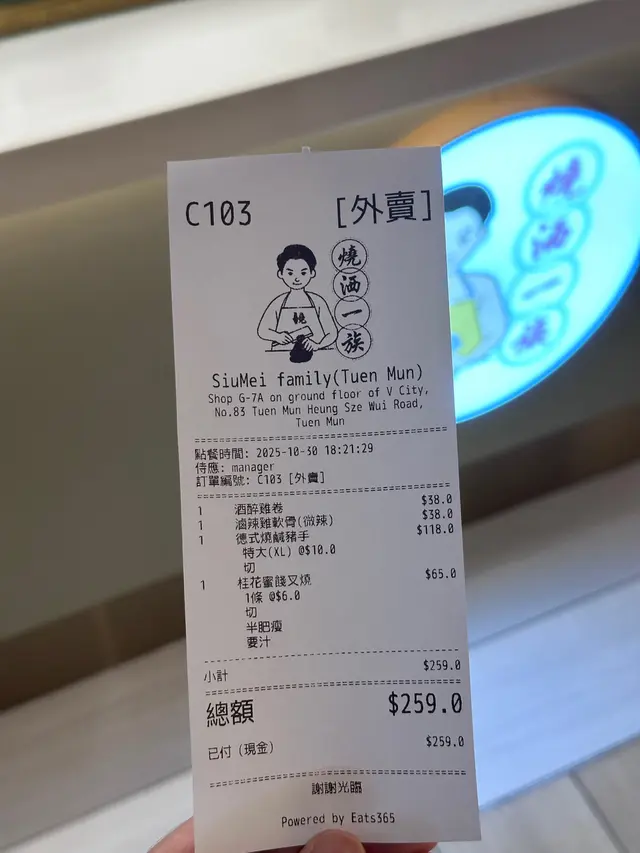 C103 [外賣]
燒
酒
一
族
SiuMei family(Tuen Mun)
Shop G-7A on ground floor of V City,
No.83 Tuen Mun Heung Sze Wui Road,
Tuen Mun
點餐時間: 2025-10-30 18:21:29
侍應: manager
訂單編號: C103 [外賣]
1 酒醉雞卷 $38.0
1 滷辣雞軟骨(微辣) $38.0
1 德式燒鹹豬手 $118.0
特大(XL) @$10.0
切
1 桂花蜜餞叉燒 $65.0
1條 @$6.0
切
半肥瘦
要汁
小計 $259.0
總額 $259.0
已付 (現金) $259.0
謝謝光臨
Powered by Eats365
燒
酒
一
族